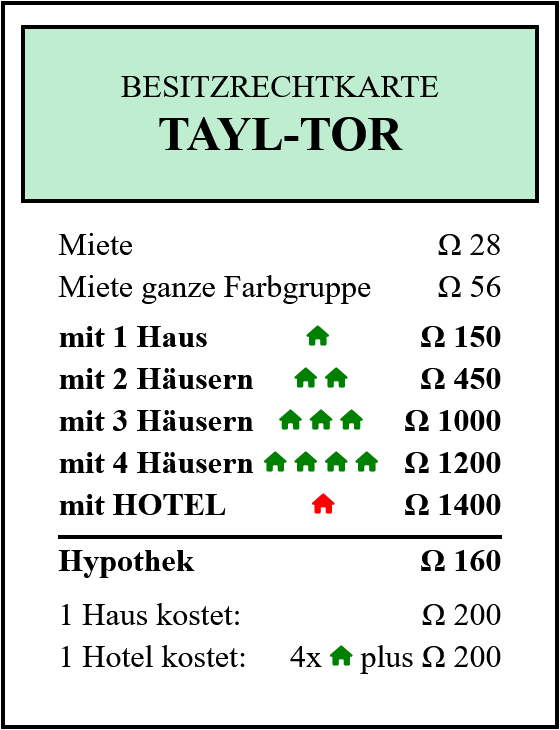 BESITZRECHTKARTE
TAYL-TOR
Miete Ω 28
Miete ganze Farbgruppe Ω 56
mit 1 Haus Ω 150
mit 2 Häusern Ω 450
mit 3 Häusern Ω 1000
mit 4 Häusern Ω 1200
mit HOTEL Ω 1400
Hypothek Ω 160
1 Haus kostet: Ω 200
1 Hotel kostet: 4x plus Ω 200